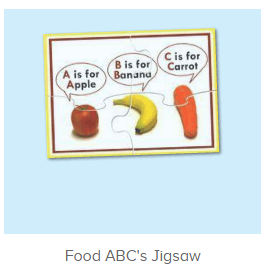 A is for
Apple
B is for
Banana
C is for
Carrot
Food ABC's Jigsaw